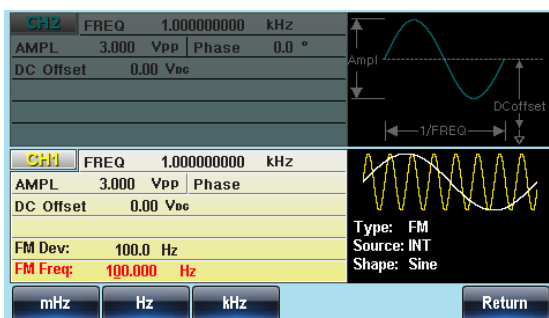 CH2 FREQ 1.000000000 kHz
AMPL 3.000 Vpp Phase 0.0 °
DC Offset 0.00 VDC
Ampl
DCoffset
1/FREQ
CH1 FREQ 1.000000000 kHz
AMPL 3.000 Vpp Phase
DC Offset 0.00 VDC
FM Dev: 100.0 Hz
FM Freq: 100.000 Hz
Type: FM
Source: INT
Shape: Sine
mHz Hz kHz Return